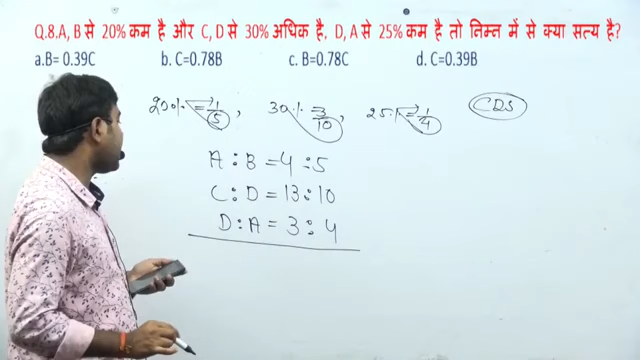 Q.8.A, B से 20% कम है और C, D से 30% अधिक है, D, A से 25% कम है तो निम्न में से क्या सत्य है?
a.B= 0.39C b. C=0.78B c. B=0.78C d. C=0.39B
20% = 1/5, 30% = 3/10, 25% = 1/4 CDS
A : B = 4 : 5
C : D = 13 : 10
D : A = 3 : 4